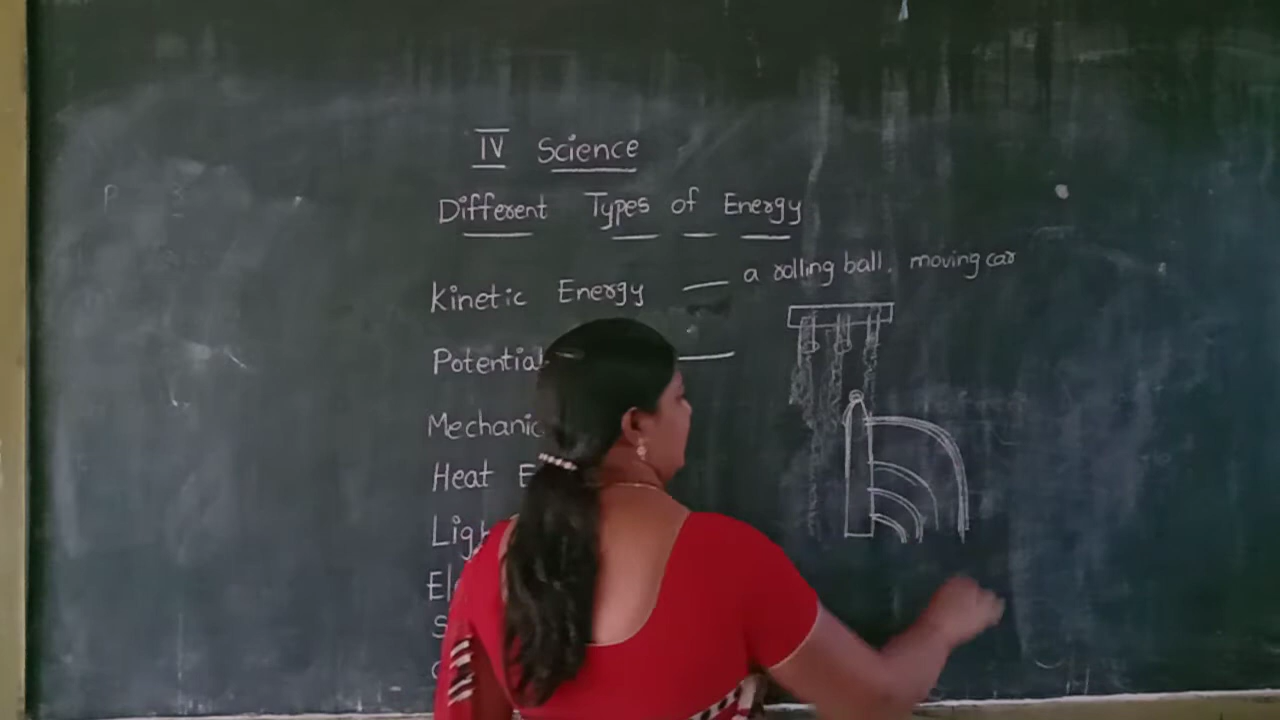 IV Science
Different Types of Energy
Kinetic Energy — a rolling ball, moving car
Potential —
Mechanic
Heat E
Ligh
El
S